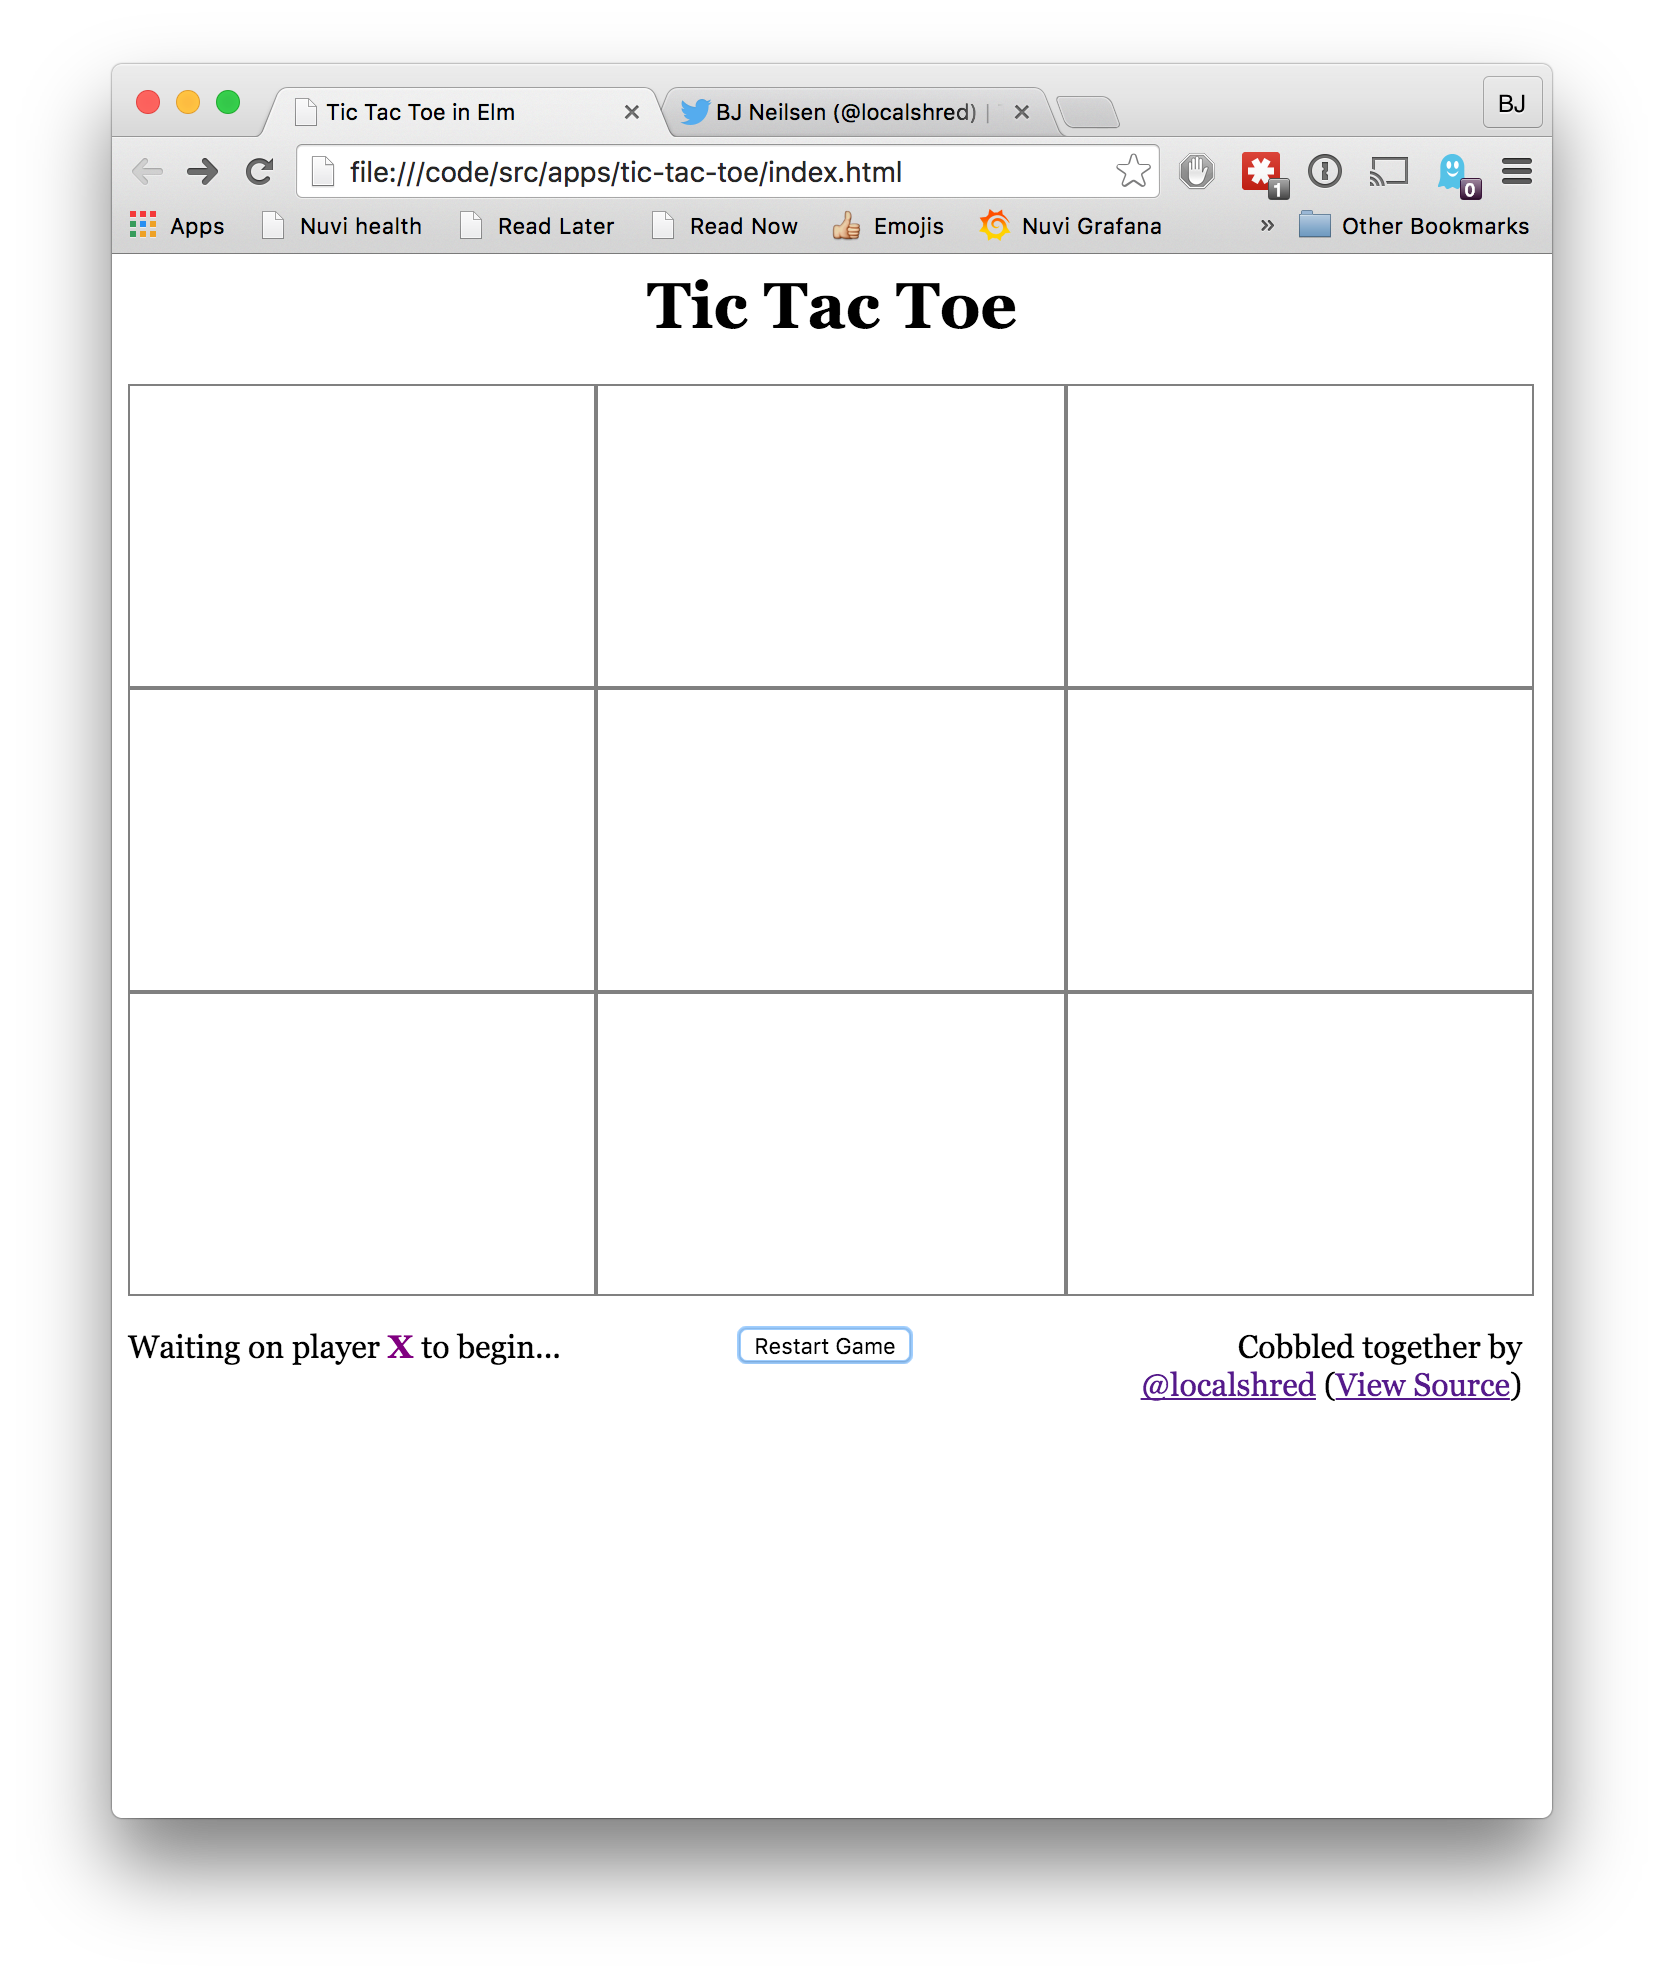 Tic Tac Toe in Elm
BJ Neilsen (@localshred) |
BJ
file:///code/src/apps/tic-tac-toe/index.html
1
0
Apps
Nuvi health
Read Later
Read Now
Emojis
Nuvi Grafana
»
Other Bookmarks
Tic Tac Toe
Waiting on player X to begin...
Restart Game
Cobbled together by
@localshred (View Source)